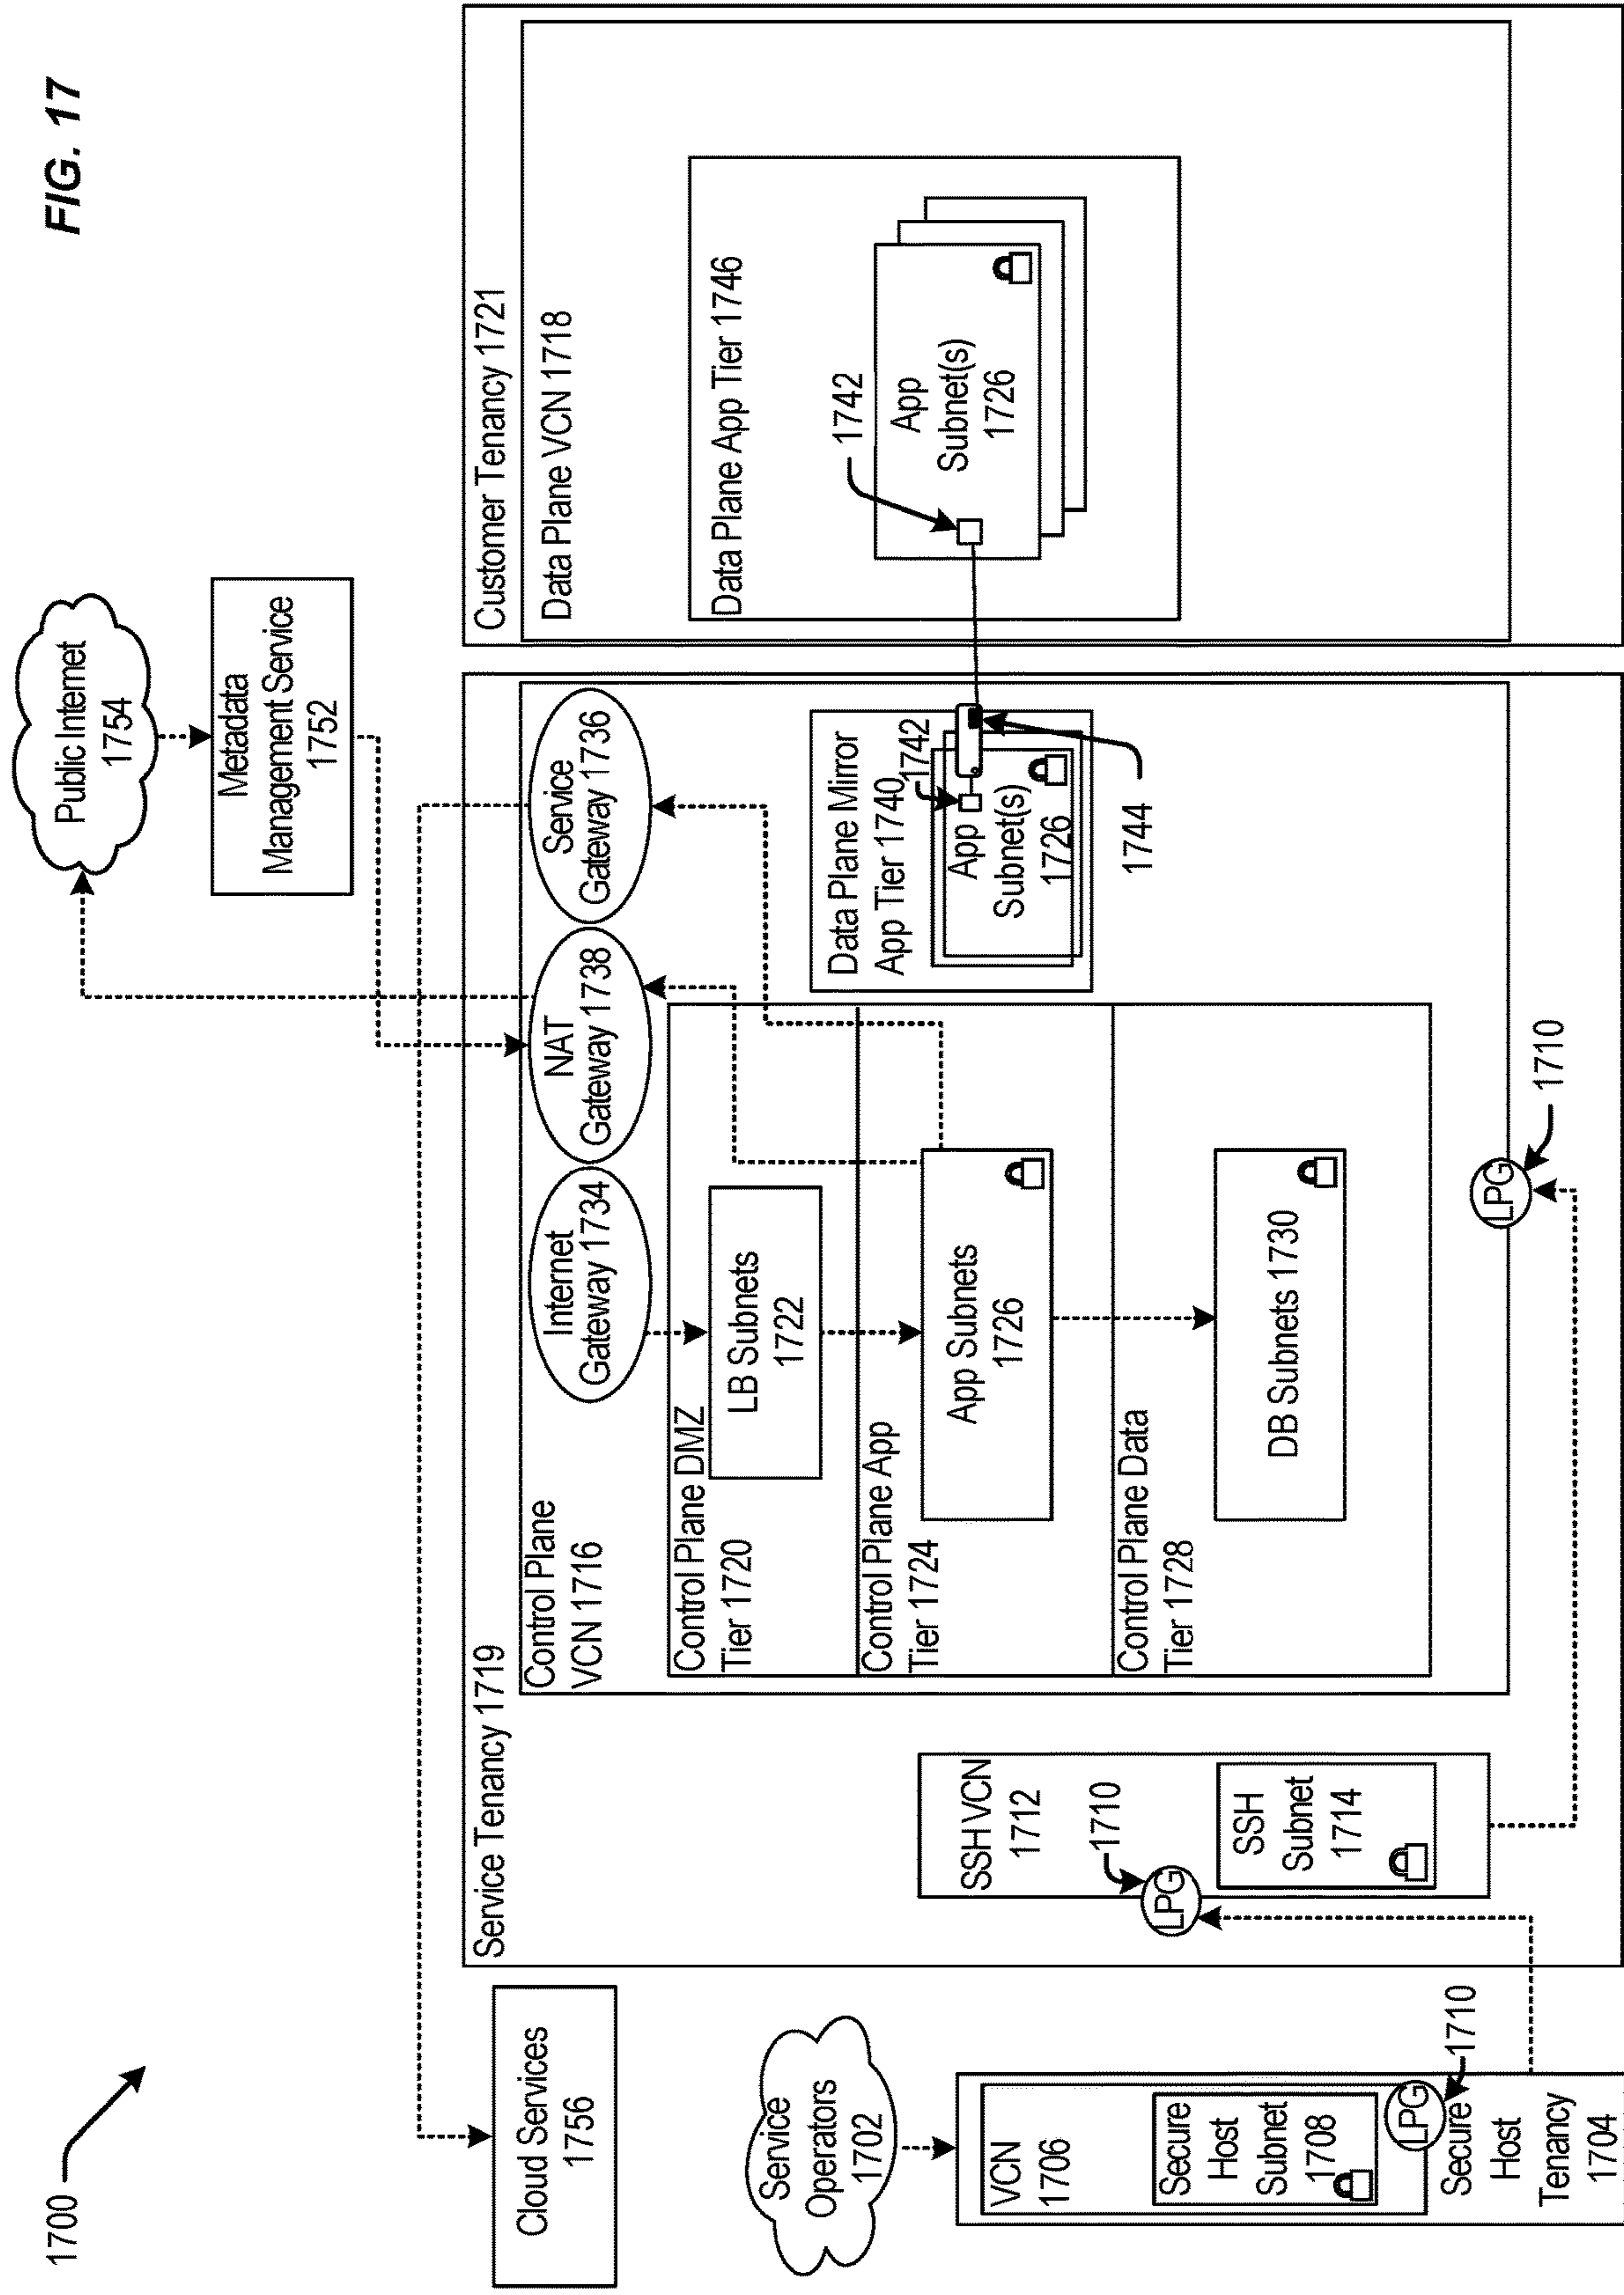 1700
FIG. 17
Public Internet
1754
Metadata
Management Service
1752
Cloud Services
1756
Service
Operators
1702
VCN
1706
Secure
Host
Subnet
1708
LPG
1710
Secure
Host
Tenancy
1704
Service Tenancy 1719
SSH VCN
1712
1710
LPG
SSH
Subnet
1714
Control Plane
VCN 1716
Internet
Gateway 1734
NAT
Gateway 1738
Service
Gateway 1736
Control Plane DMZ
Tier 1720
LB Subnets
1722
Control Plane App
Tier 1724
App Subnets
1726
Control Plane Data
Tier 1728
DB Subnets 1730
LPG
1710
Data Plane Mirror
App Tier 1740
1742
App
Subnet(s)
1726
1744
Customer Tenancy 1721
Data Plane VCN 1718
Data Plane App Tier 1746
1742
App
Subnet(s)
1726